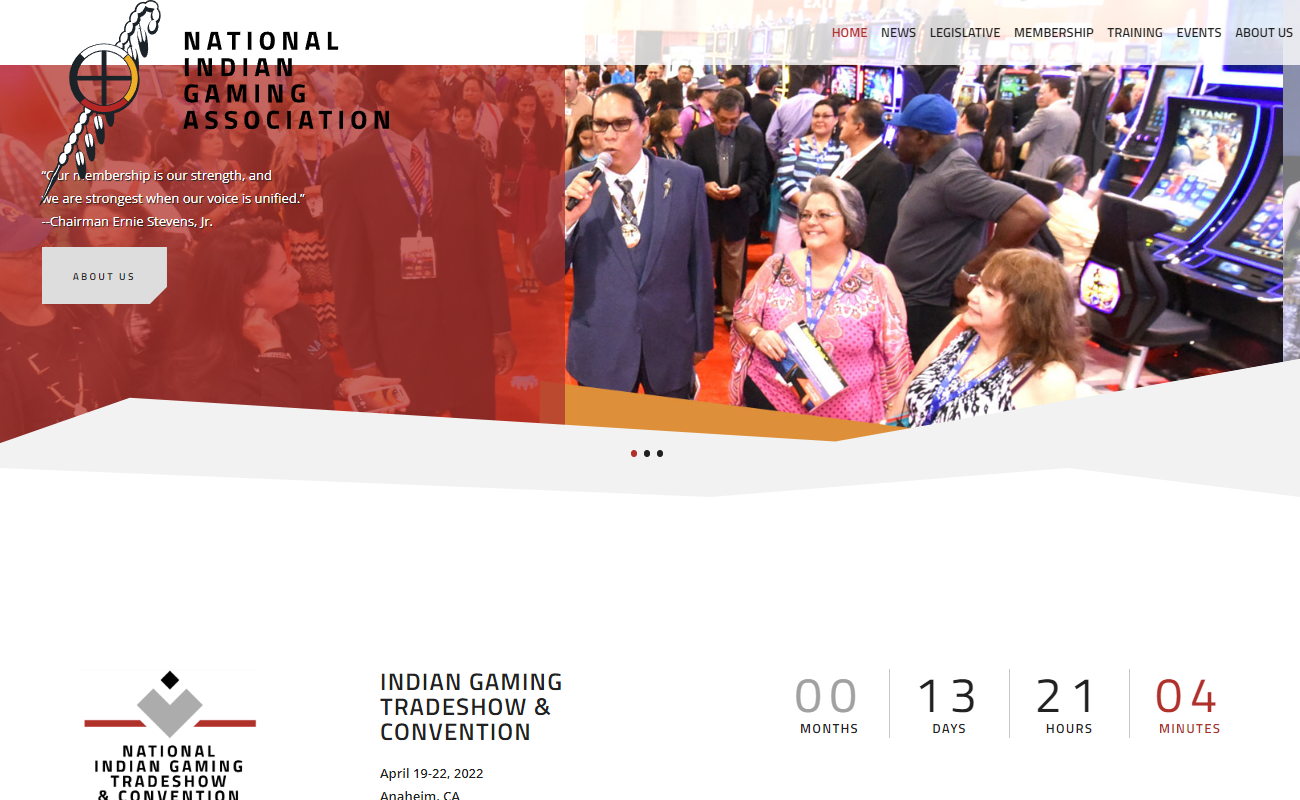 NATIONAL
INDIAN
GAMING
ASSOCIATION
HOME NEWS LEGISLATIVE MEMBERSHIP TRAINING EVENTS ABOUT US
TITANIC
"Our membership is our strength, and
we are strongest when our voice is unified."
--Chairman Ernie Stevens, Jr.
ABOUT US
NATIONAL
INDIAN GAMING
TRADESHOW
& CONVENTION
INDIAN GAMING
TRADESHOW &
CONVENTION
April 19-22, 2022
Anaheim, CA
00 13 21 04
MONTHS DAYS HOURS MINUTES